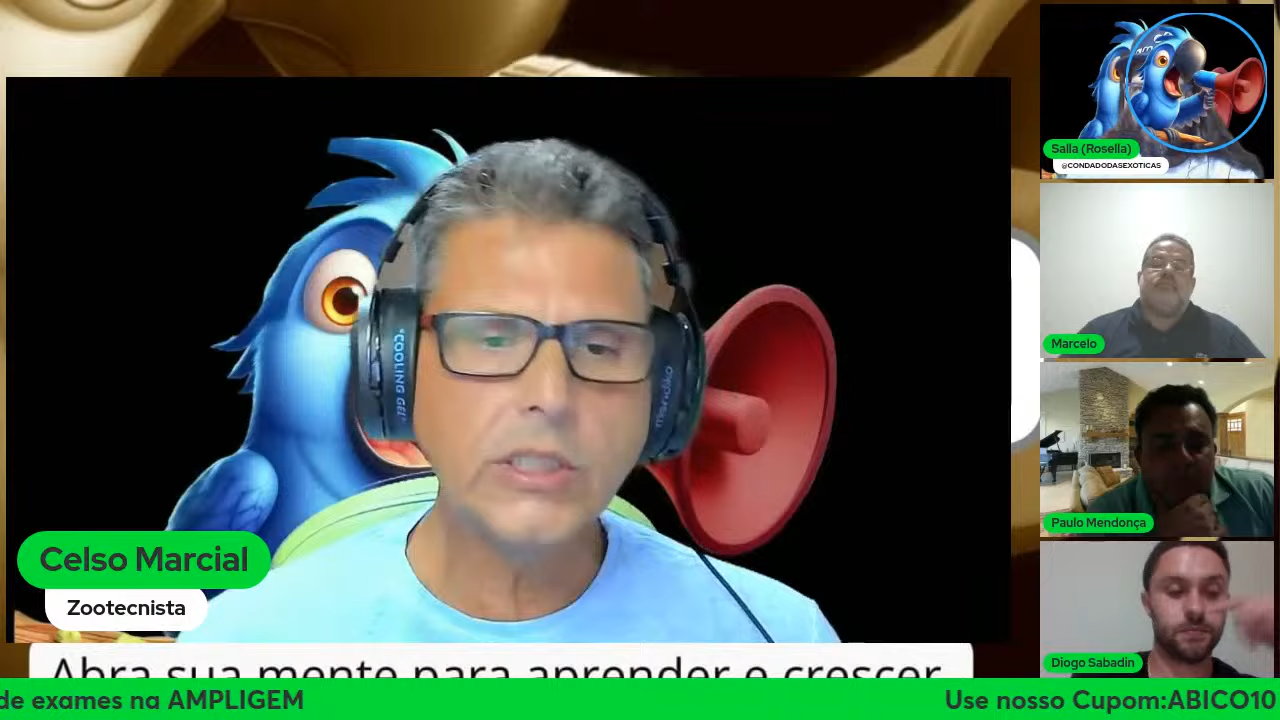 Salla (Rosella)
@CONDADODASEXOTICAS
Marcelo
COOLING GEL+
Paulo Mendonça
Celso Marcial
Zootecnista
Diogo Sabadin
Abra sua mente para aprender e crescer
de exames na AMPLIGEM
Use nosso Cupom:ABICO10